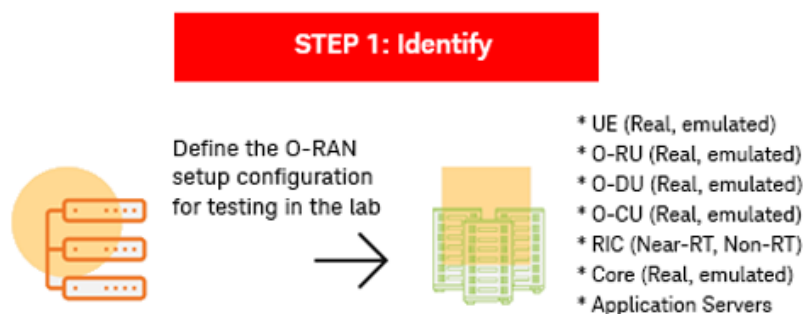 STEP 1: Identify
Define the O-RAN
setup configuration
for testing in the lab
* UE (Real, emulated)
* O-RU (Real, emulated)
* O-DU (Real, emulated)
* O-CU (Real, emulated)
* RIC (Near-RT, Non-RT)
* Core (Real, emulated)
* Application Servers